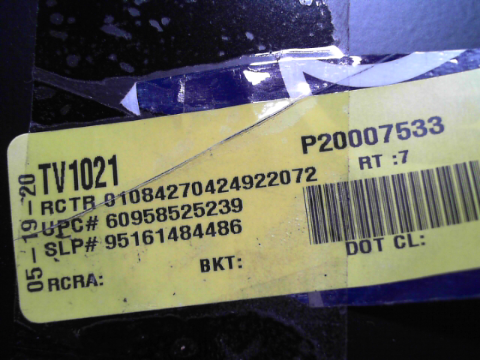 05-19-20
TV1021
P20007533
RCTR 01084270424922072
RT :7
UPC# 60958525239
SLP# 95161484486
BKT:
DOT CL:
RCRA: